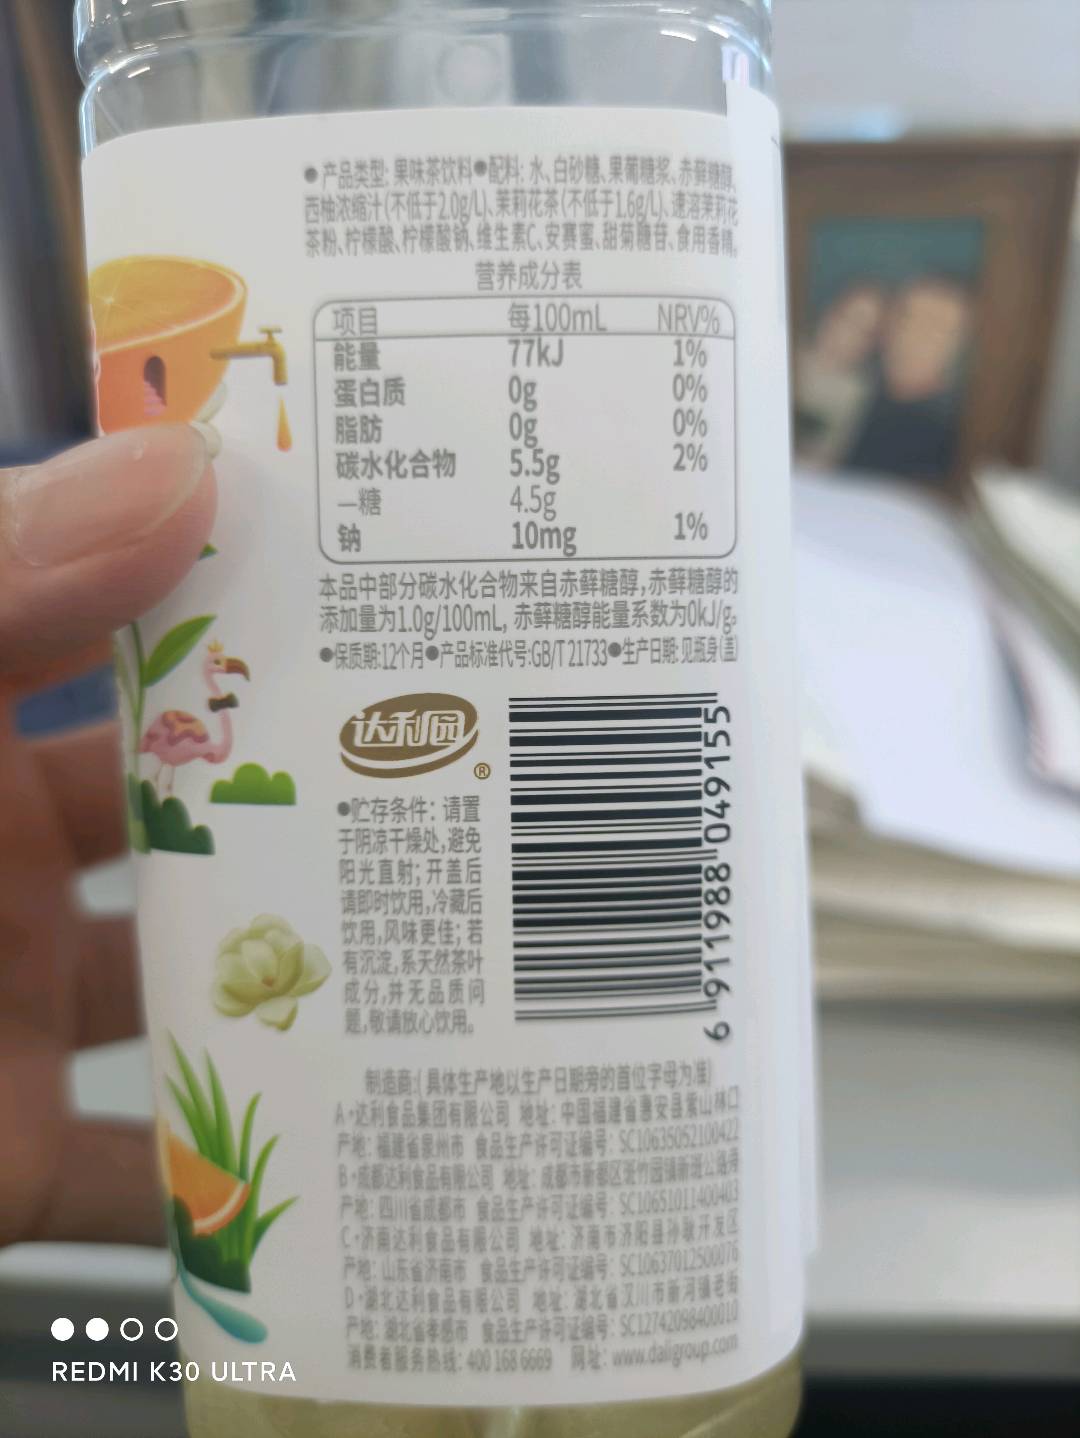 ●产品类型: 果味茶饮料●配料: 水、白砂糖、果葡糖浆、赤藓糖醇、
西柚浓缩汁(不低于2.0g/L)、茉莉花茶(不低于1.6g/L)、速溶茉莉花
茶粉、柠檬酸、柠檬酸钠、维生素C、安赛蜜、甜菊糖苷、食用香精。
营养成分表
项目 每100mL NRV%
能量 77kJ 1%
蛋白质 0g 0%
脂肪 0g 0%
碳水化合物 5.5g 2%
—糖 4.5g
钠 10mg 1%
本品中部分碳水化合物来自赤藓糖醇,赤藓糖醇的
添加量为1.0g/100mL, 赤藓糖醇能量系数为0kJ/g。
●保质期:12个月●产品标准代号:GB/T 21733●生产日期:见瓶身(盖)
达利园®
●贮存条件: 请置
于阴凉干燥处,避免
阳光直射; 开盖后
请即时饮用,冷藏后
饮用,风味更佳; 若
有沉淀,系天然茶叶
成分,并无品质问
题,敬请放心饮用。
6 911988 049155
制造商:(具体生产地以生产日期旁的首位字母为准)
A·达利食品集团有限公司 地址: 中国福建省惠安县紫山林口
产地: 福建省泉州市 食品生产许可证编号: SC10635052100422
B·成都达利食品有限公司 地址: 成都市新都区斑竹园镇新斑公路旁
产地: 四川省成都市 食品生产许可证编号: SC10651011400403
C·济南达利食品有限公司 地址: 济南市济阳县孙耿开发区
产地: 山东省济南市 食品生产许可证编号: SC10637012500076
D·湖北达利食品有限公司 地址: 湖北省汉川市新河镇老街
产地: 湖北省孝感市 食品生产许可证编号: SC12742098400010
消费者服务热线: 400 168 6669 网址: www.daligroup.com
REDMI K30 ULTRA